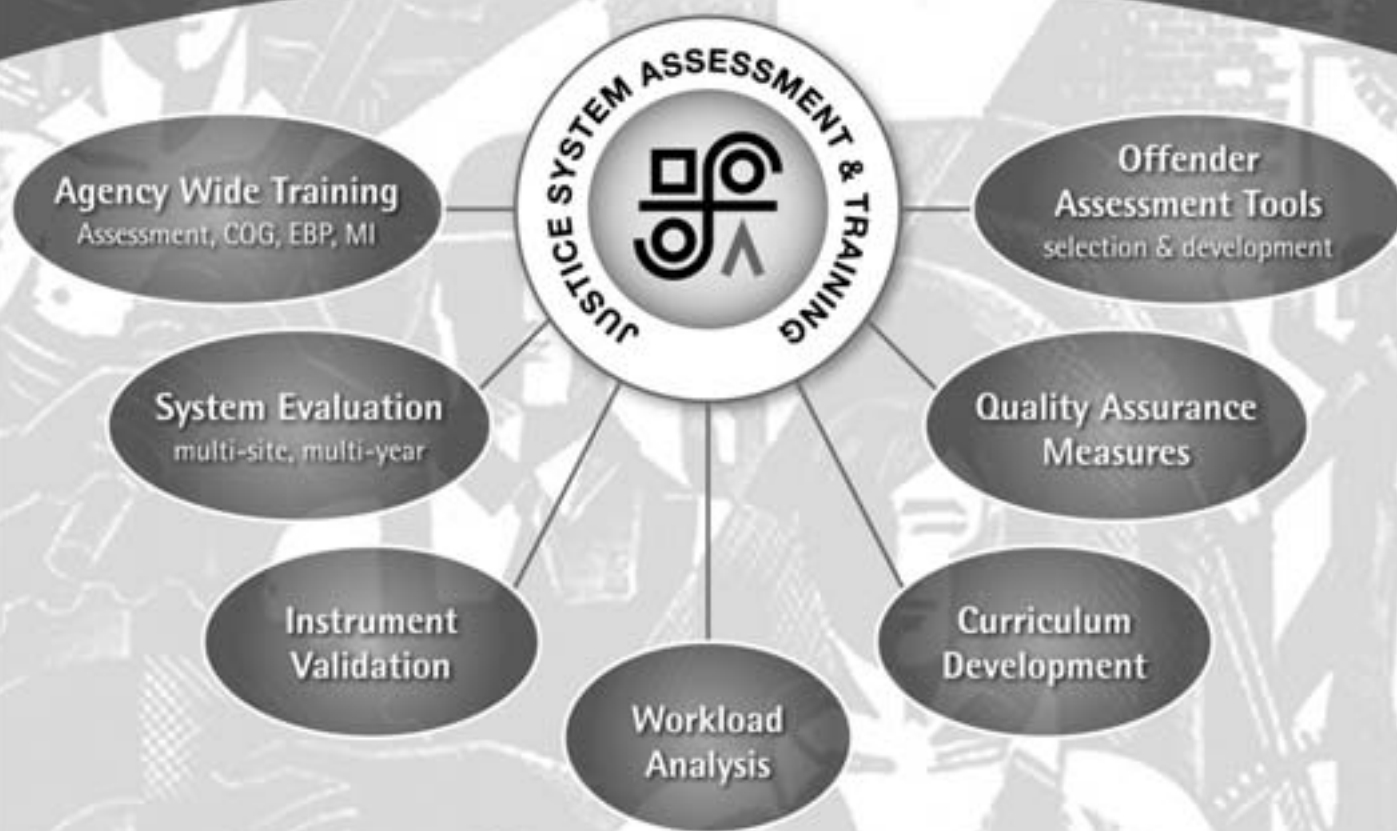 JUSTICE SYSTEM ASSESSMENT & TRAINING
Agency Wide Training
Assessment, COG, EBP, MI
System Evaluation
multi-site, multi-year
Instrument
Validation
Workload
Analysis
Curriculum
Development
Quality Assurance
Measures
Offender
Assessment Tools
selection & development